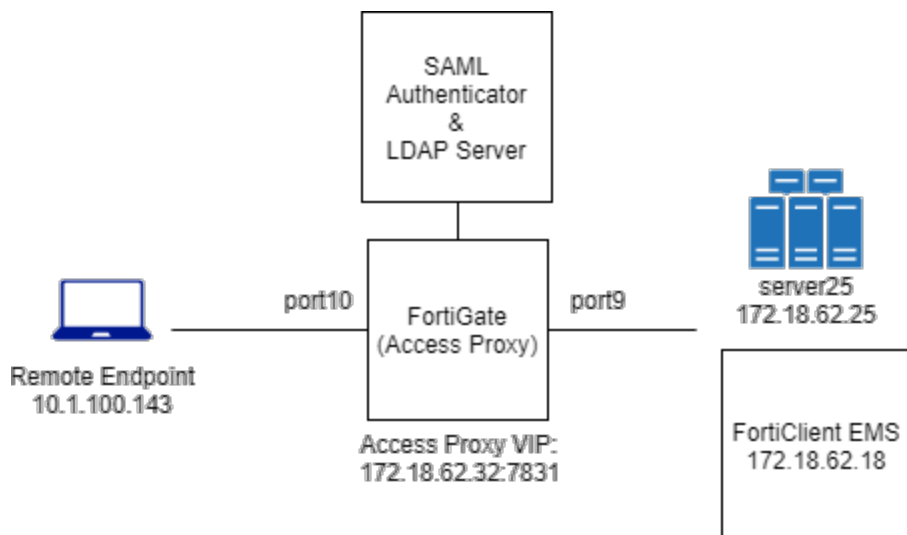 SAML
Authenticator
&
LDAP Server
port10
FortiGate
(Access Proxy)
port9
server25
172.18.62.25
Remote Endpoint
10.1.100.143
Access Proxy VIP:
172.18.62.32:7831
FortiClient EMS
172.18.62.18